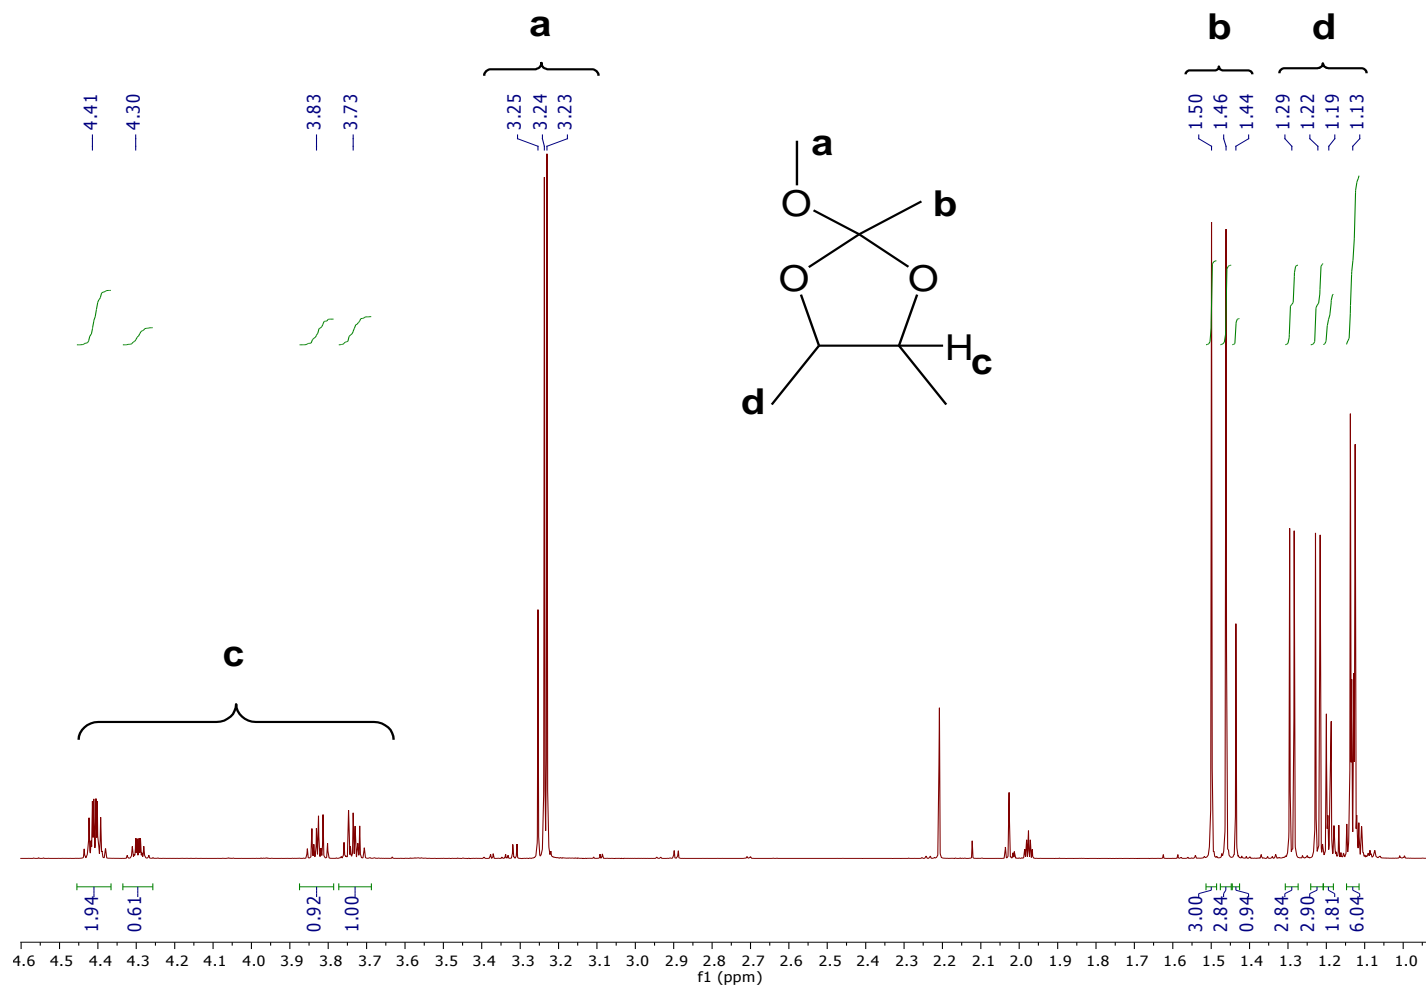 a
b d
4.41 4.30 3.83 3.73 3.25 3.24 3.23 1.50 1.46 1.44 1.29 1.22 1.19 1.13
a
O
b
O O
H
c
d
c
1.94 0.61 0.92 1.00 3.00 2.84 0.94 2.84 2.90 1.81 6.04
4.6 4.5 4.4 4.3 4.2 4.1 4.0 3.9 3.8 3.7 3.6 3.5 3.4 3.3 3.2 3.1 3.0 2.9 2.8 2.7 2.6 2.5 2.4 2.3 2.2 2.1 2.0 1.9 1.8 1.7 1.6 1.5 1.4 1.3 1.2 1.1 1.0
f1 (ppm)